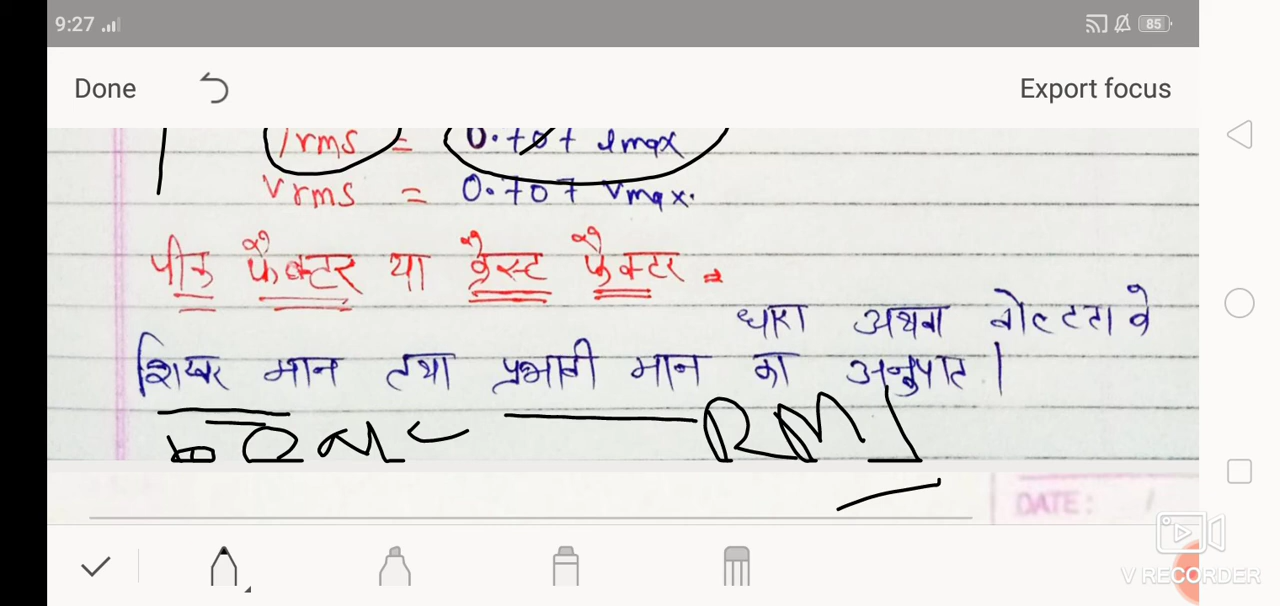 9:27
85
Done
Export focus
Irms = 0.707 Imax
Vrms = 0.707 Vmax.
पीक फैक्टर या क्रैस्ट फैक्टर =
धारा अथवा वोल्टता के
शिखर मान तथा प्रभावी मान का अनुपात।
RMS
DATE:
V RECORDER